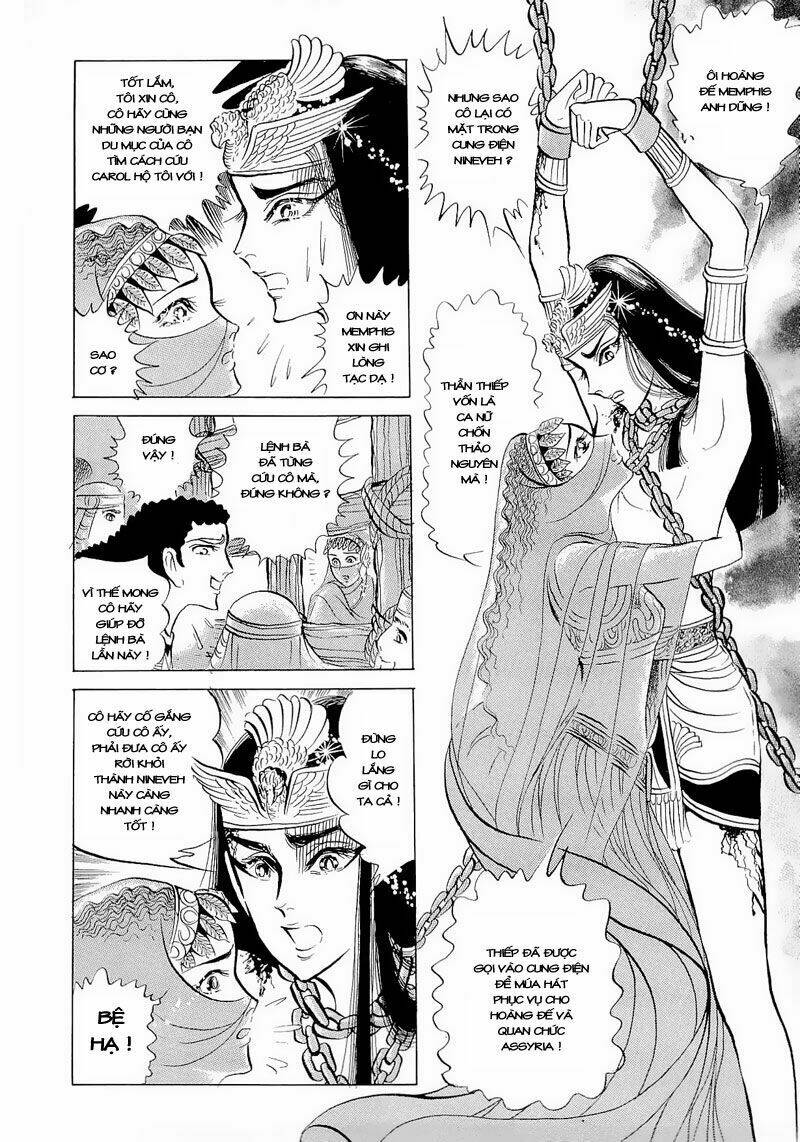 ÔI HOÀNG
ĐẾ MEMPHIS
ANH DŨNG !
NHƯNG SAO
CÔ LẠI CÓ
MẶT TRONG
CUNG ĐIỆN
NINEVEH ?
THẦN THIẾP
VỐN LÀ
CA NỮ
CHỐN
THẢO
NGUYÊN
MÀ !
THIẾP ĐÃ ĐƯỢC
GỌI VÀO CUNG ĐIỆN
ĐỂ MÚA HÁT
PHỤC VỤ CHO
HOÀNG ĐẾ VÀ
QUAN CHỨC
ASSYRIA !
TỐT LẮM,
TÔI XIN CÔ,
CÔ HÃY CÙNG
NHỮNG NGƯỜI BẠN
DU MỤC CỦA CÔ
TÌM CÁCH CỨU
CAROL HỘ TÔI VỚI !
ƠN NÀY
MEMPHIS
XIN GHI
LÒNG
TẠC DẠ !
SAO
CƠ ?
LỆNH BÀ
ĐÃ TỪNG
CỨU CÔ MÀ,
ĐÚNG KHÔNG ?
ĐÚNG
VẬY !
VÌ THẾ MONG
CÔ HÃY
GIÚP ĐỠ
LỆNH BÀ
LẦN NÀY !
ĐỪNG
LO
LẮNG
GÌ CHO
TA CẢ !
CÔ HÃY CỐ GẮNG
CỨU CÔ ẤY,
PHẢI ĐƯA CÔ ẤY
RỜI KHỎI
THÀNH NINEVEH
NÀY CÀNG
NHANH CÀNG
TỐT !
BỆ
HẠ !